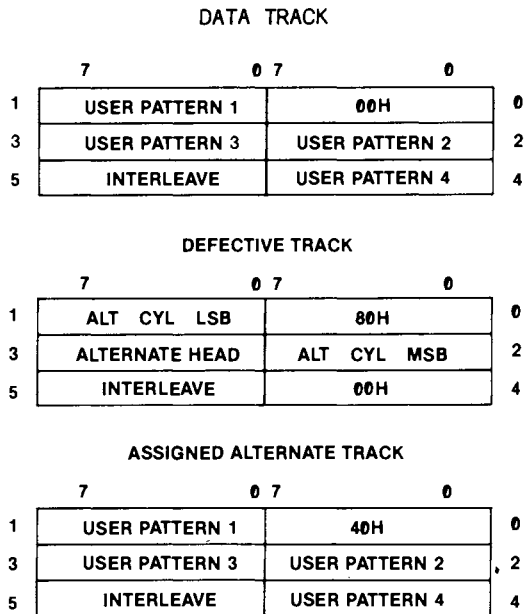 DATA TRACK
7 0 7 0
1 USER PATTERN 1 00H 0
3 USER PATTERN 3 USER PATTERN 2 2
5 INTERLEAVE USER PATTERN 4 4
DEFECTIVE TRACK
7 0 7 0
1 ALT CYL LSB 80H 0
3 ALTERNATE HEAD ALT CYL MSB 2
5 INTERLEAVE 00H 4
ASSIGNED ALTERNATE TRACK
7 0 7 0
1 USER PATTERN 1 40H 0
3 USER PATTERN 3 USER PATTERN 2 2
5 INTERLEAVE USER PATTERN 4 4